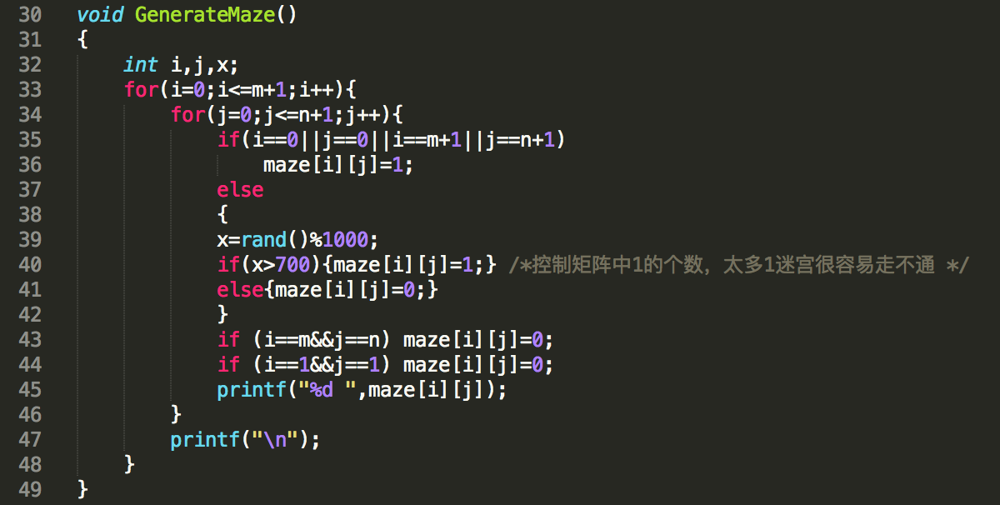 30 void GenerateMaze()
31 {
32     int i,j,x;
33     for(i=0;i<=m+1;i++){
34         for(j=0;j<=n+1;j++){
35             if(i==0||j==0||i==m+1||j==n+1)
36                 maze[i][j]=1;
37             else
38             {
39             x=rand()%1000;
40             if(x>700){maze[i][j]=1;} /*控制矩阵中1的个数，太多1迷宫很容易走不通 */
41             else{maze[i][j]=0;}
42             }
43             if (i==m&&j==n) maze[i][j]=0;
44             if (i==1&&j==1) maze[i][j]=0;
45             printf("%d ",maze[i][j]);
46         }
47         printf("\n");
48     }
49 }